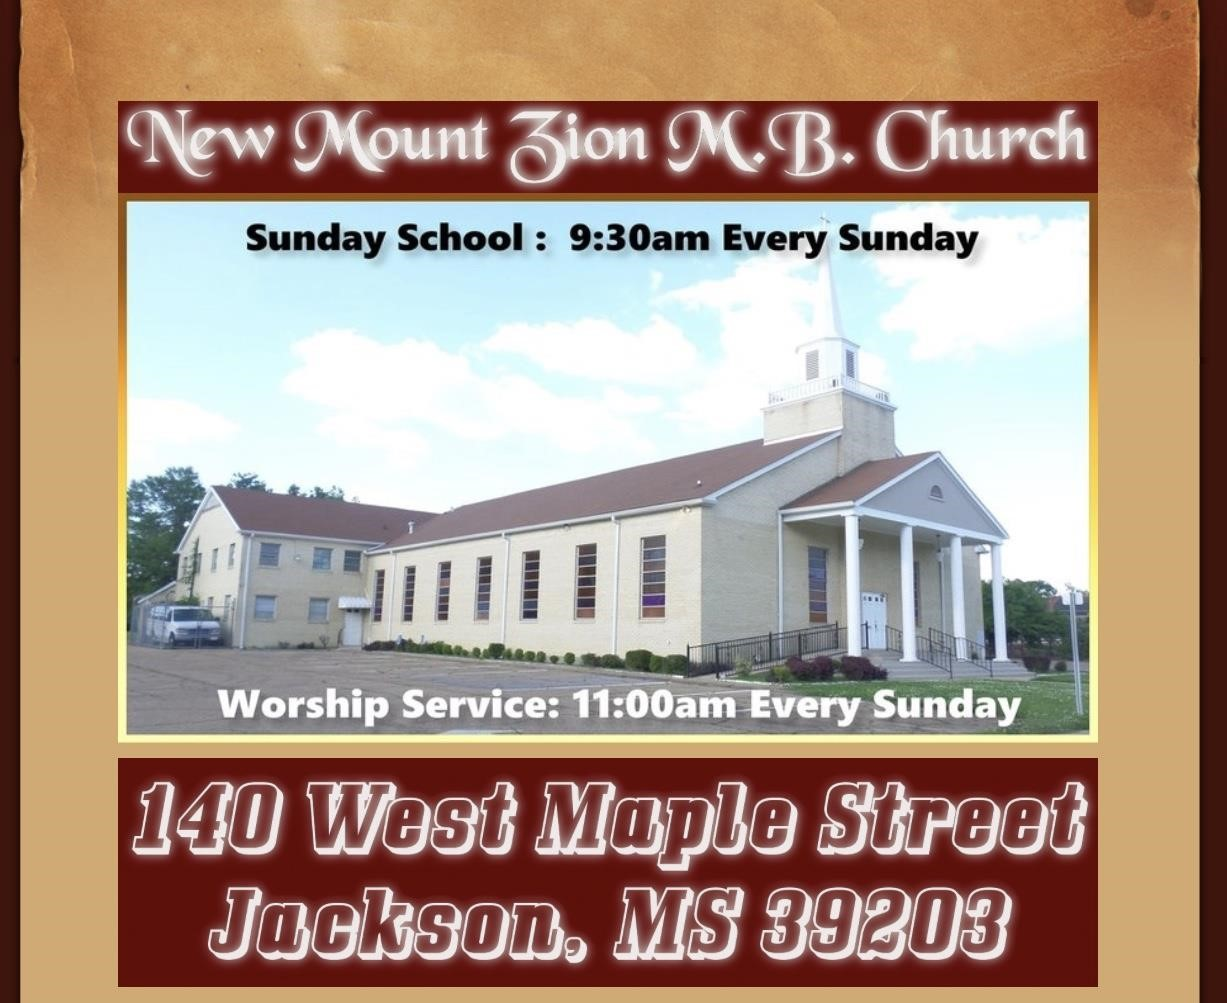 New Mount Zion M.B. Church
Sunday School : 9:30am Every Sunday
Worship Service: 11:00am Every Sunday
140 West Maple Street
Jackson, MS 39203